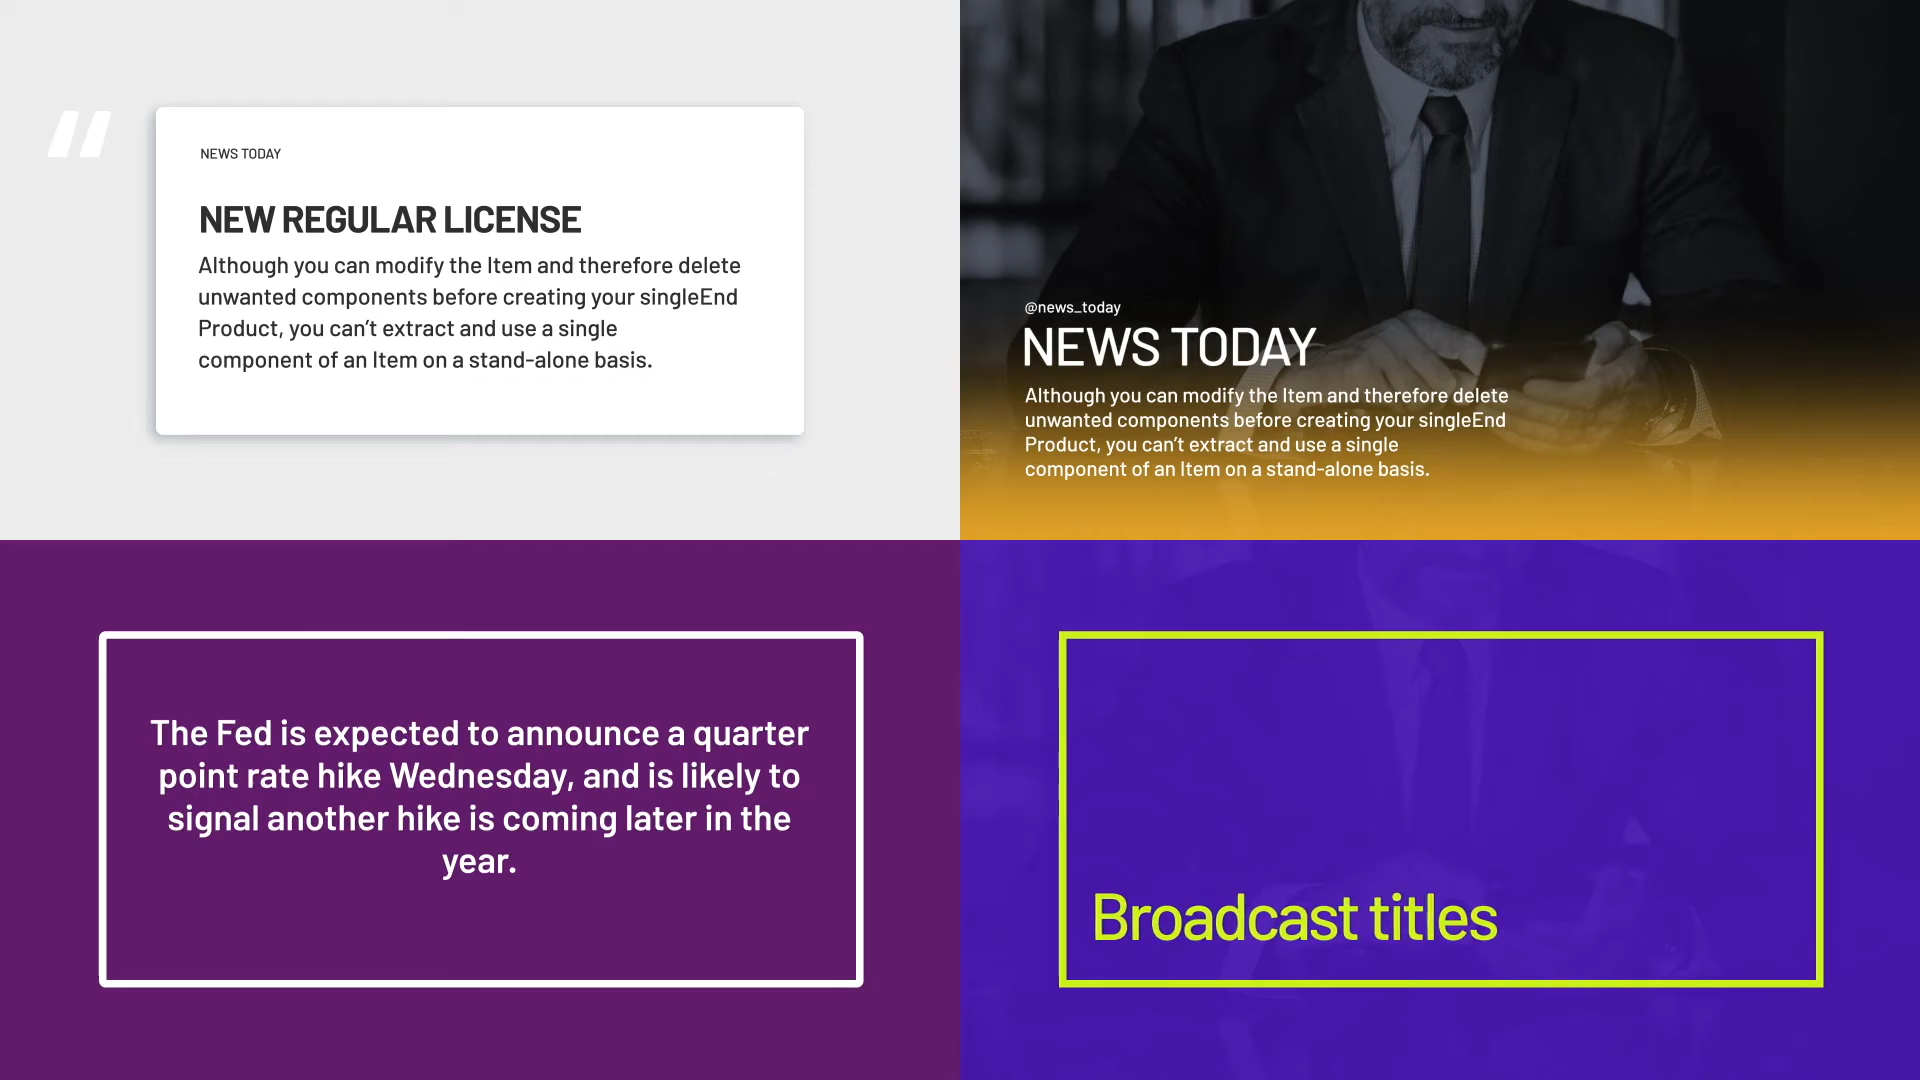 NEWS TODAY
NEW REGULAR LICENSE
Although you can modify the Item and therefore delete
unwanted components before creating your singleEnd
Product, you can’t extract and use a single
component of an Item on a stand-alone basis.
@news_today
NEWS TODAY
Although you can modify the Item and therefore delete
unwanted components before creating your singleEnd
Product, you can’t extract and use a single
component of an Item on a stand-alone basis.
The Fed is expected to announce a quarter
point rate hike Wednesday, and is likely to
signal another hike is coming later in the
year.
Broadcast titles